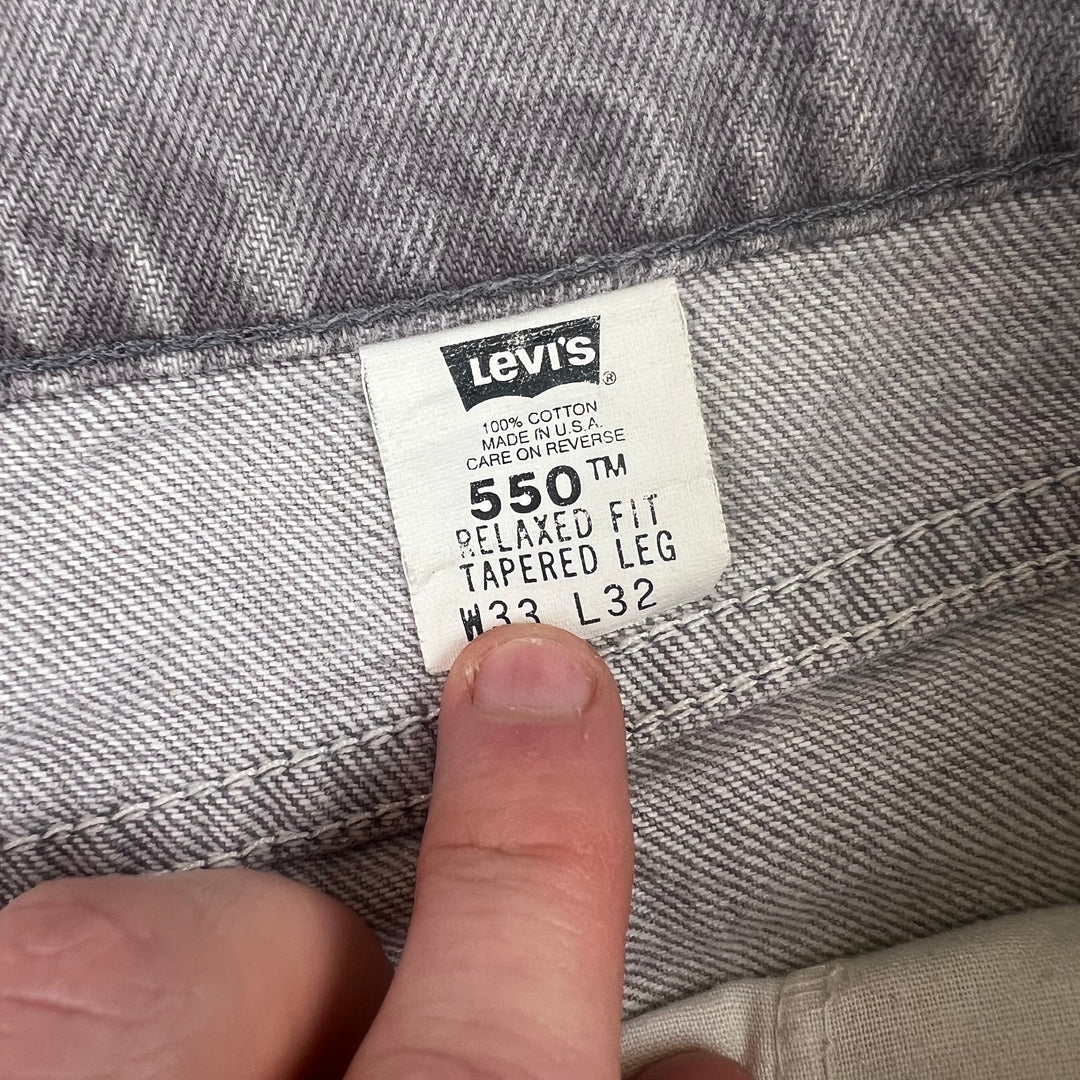 Levi's®
100% COTTON
MADE IN U.S.A.
CARE ON REVERSE
550™
RELAXED FIT
TAPERED LEG
W33 L32